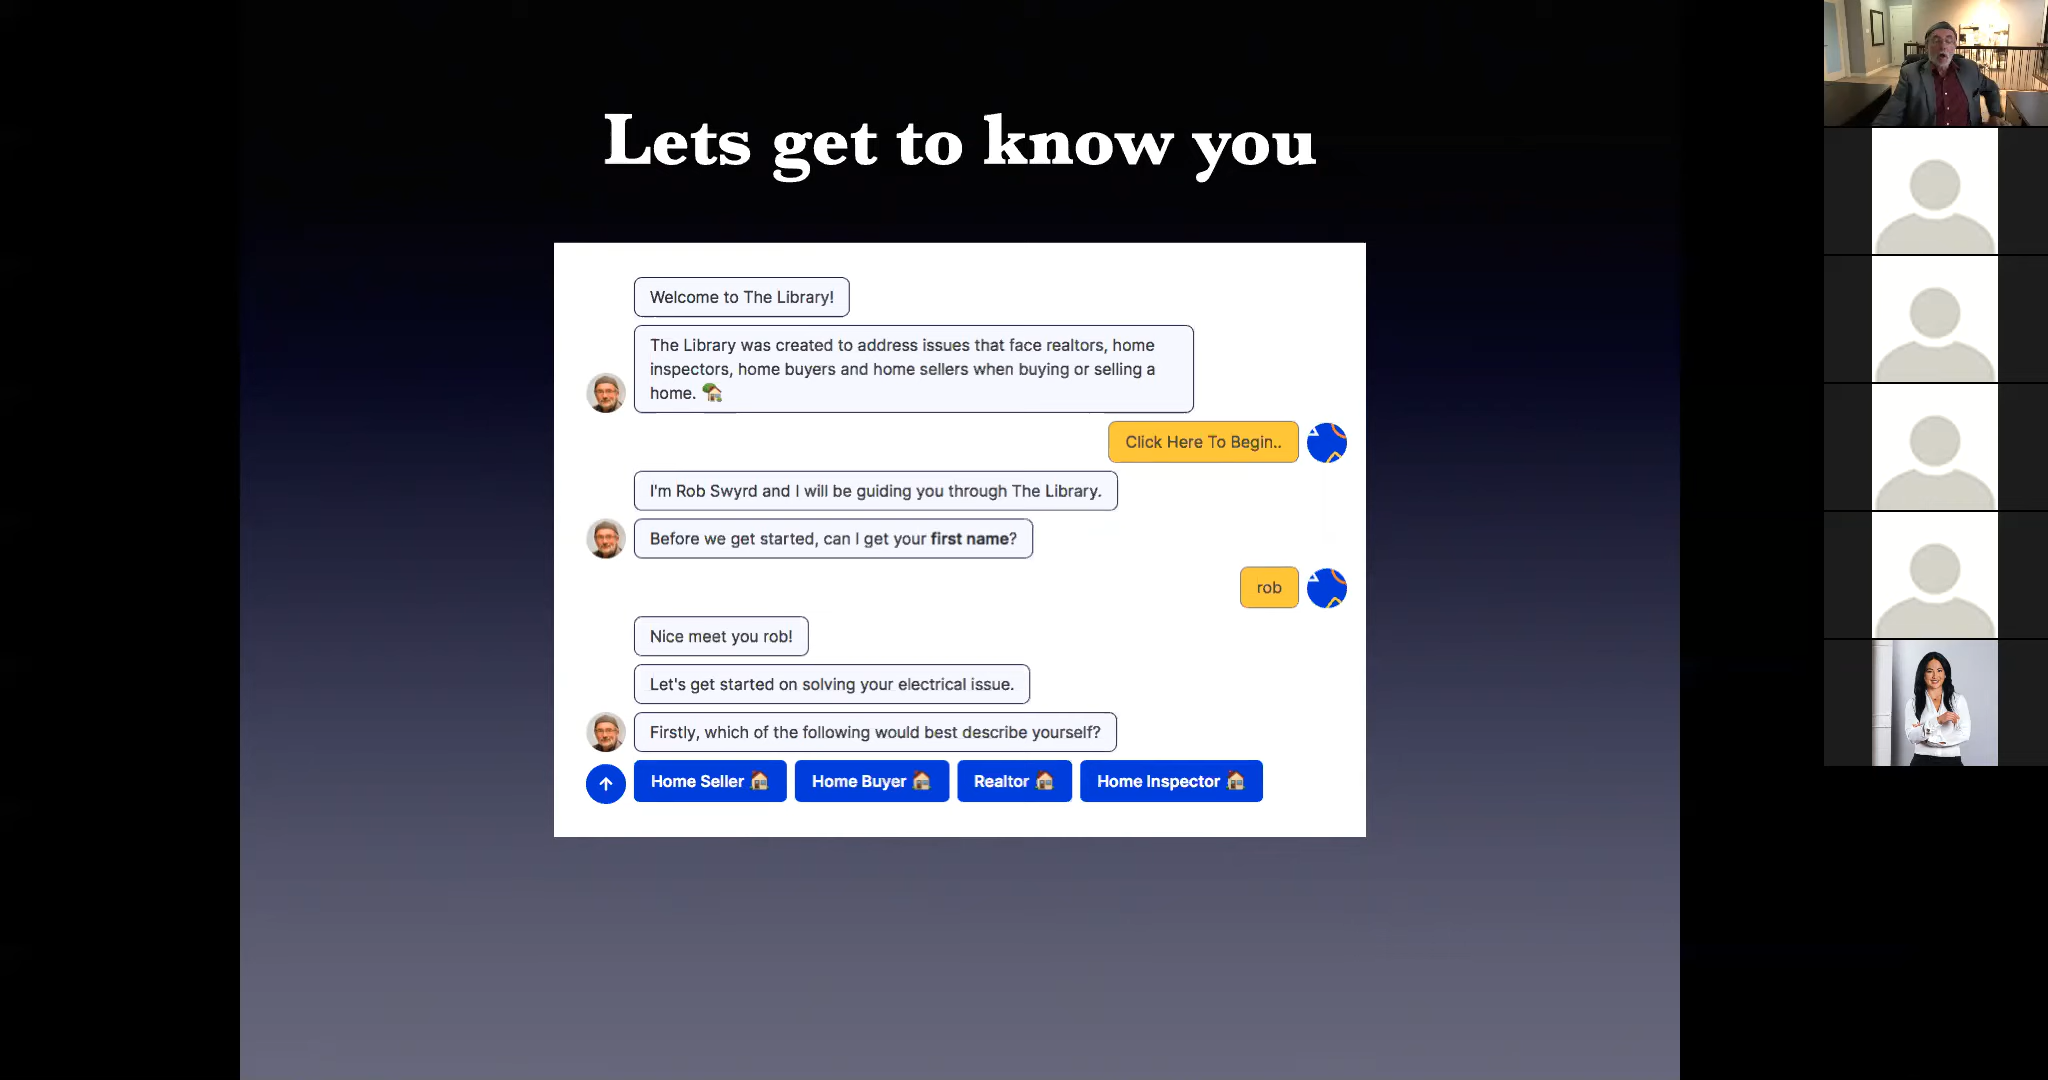 Lets get to know you
Welcome to The Library!
The Library was created to address issues that face realtors, home
inspectors, home buyers and home sellers when buying or selling a
home.
Click Here To Begin..
I'm Rob Swyrd and I will be guiding you through The Library.
Before we get started, can I get your first name?
rob
Nice meet you rob!
Let's get started on solving your electrical issue.
Firstly, which of the following would best describe yourself?
Home Seller
Home Buyer
Realtor
Home Inspector